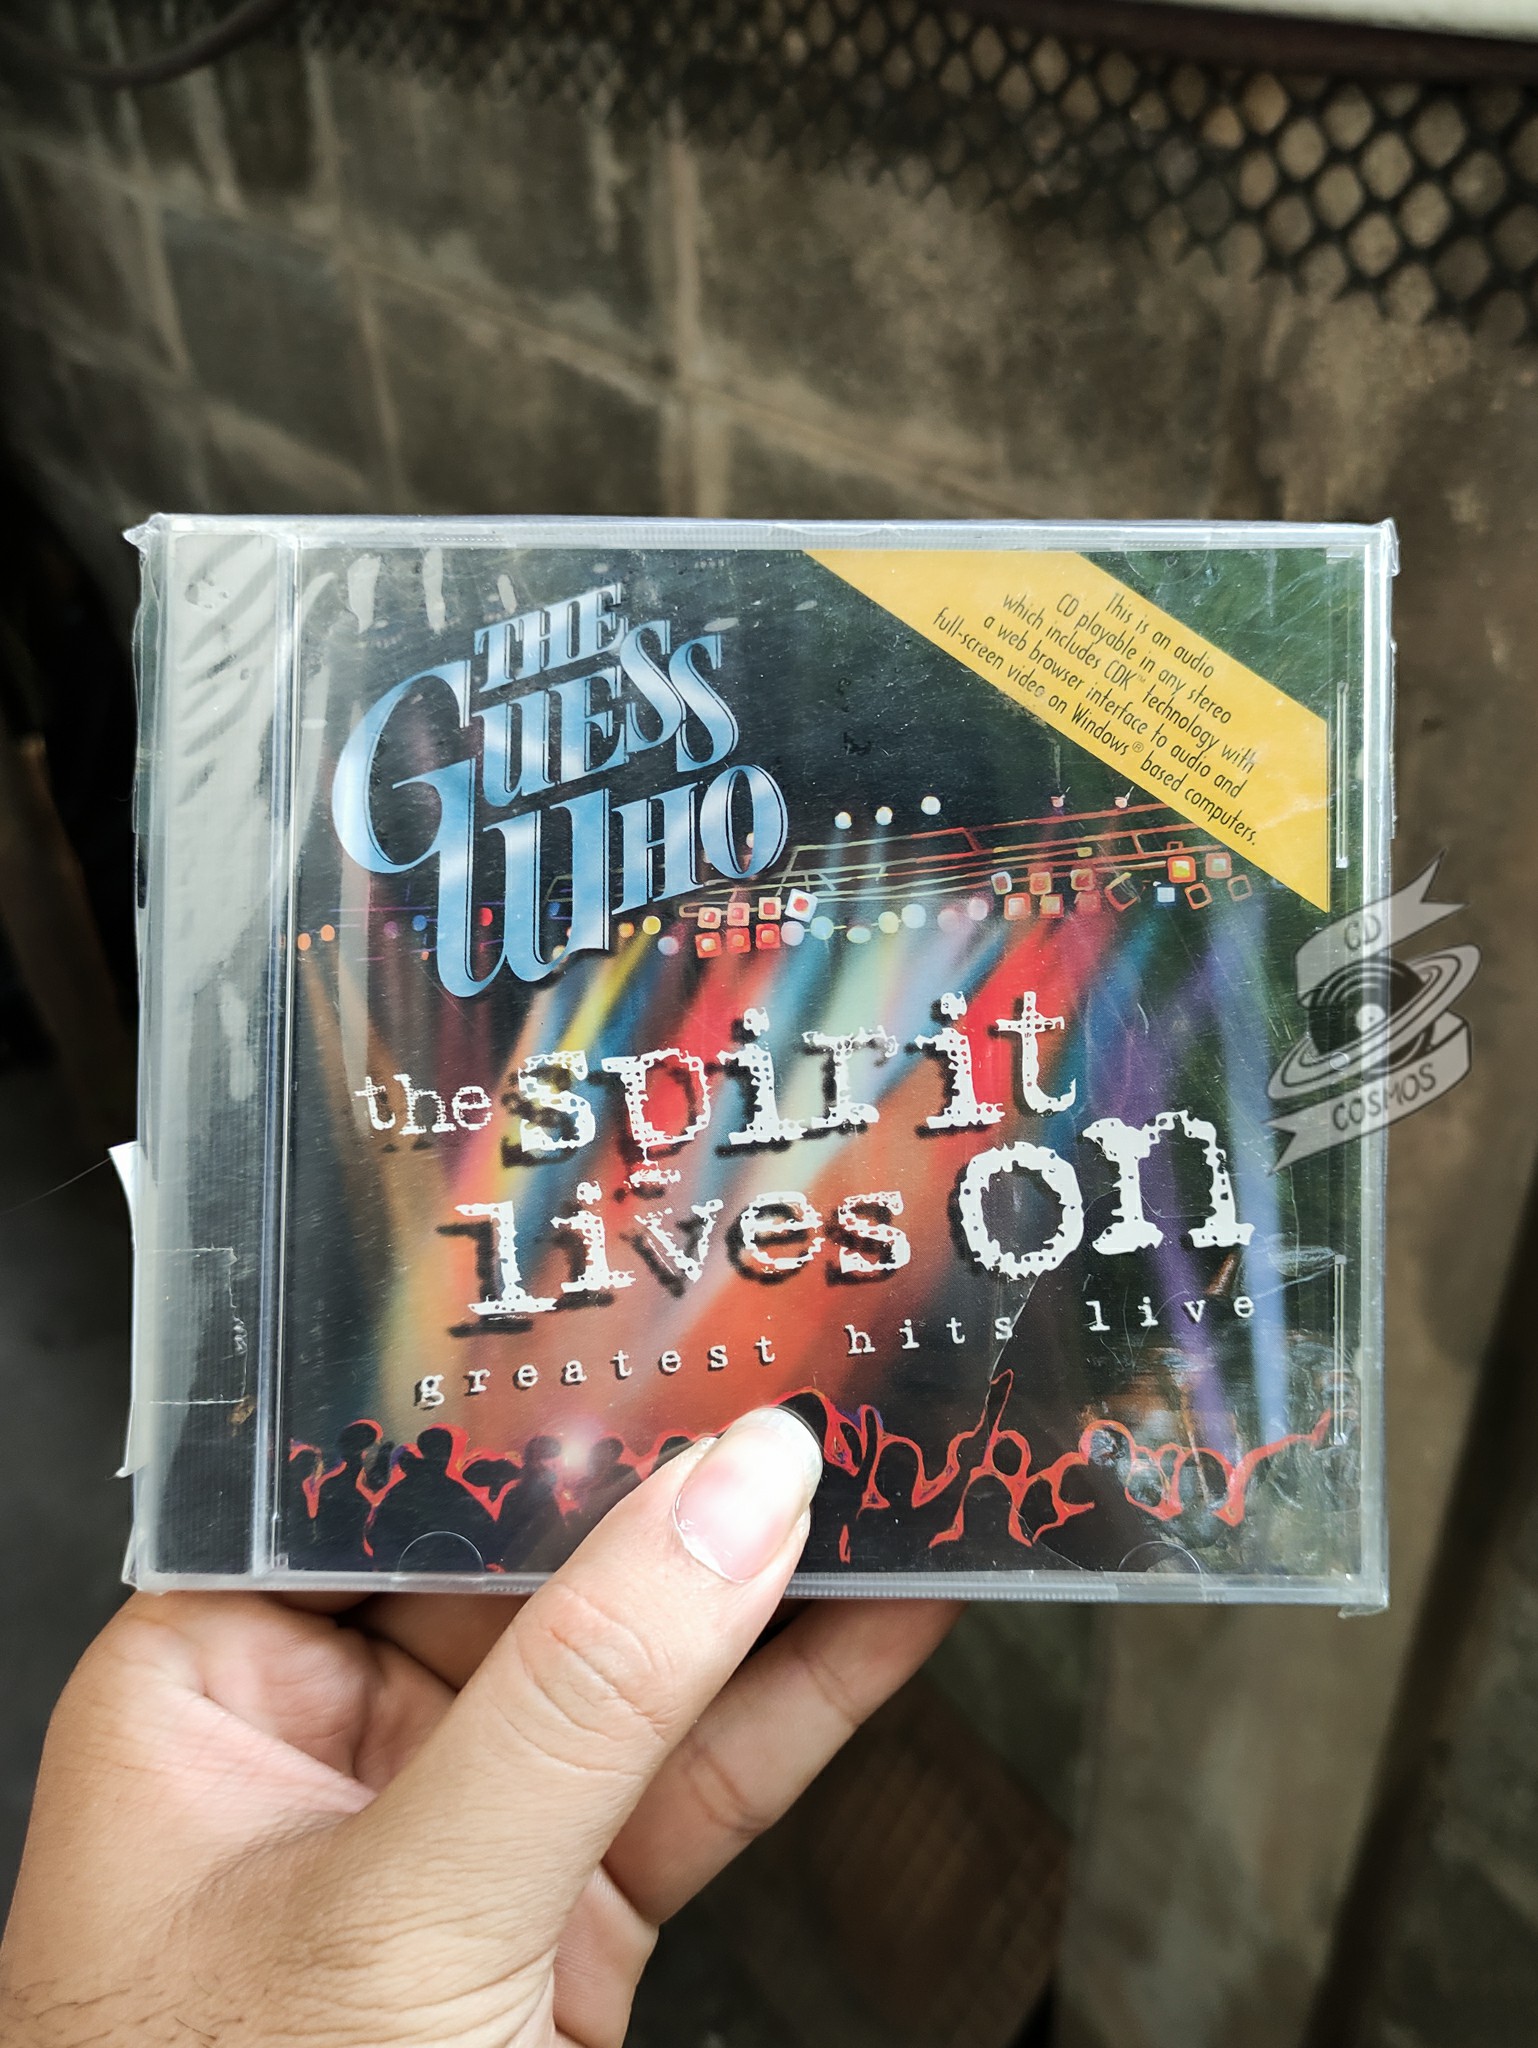 THE
GUESS
WHO
This is an audio
CD playable in any stereo
which includes CDK™ technology with
a web browser interface to audio and
full-screen video on Windows® based computers.
the spirit
lives on
greatest hits live
CD
COSMOS